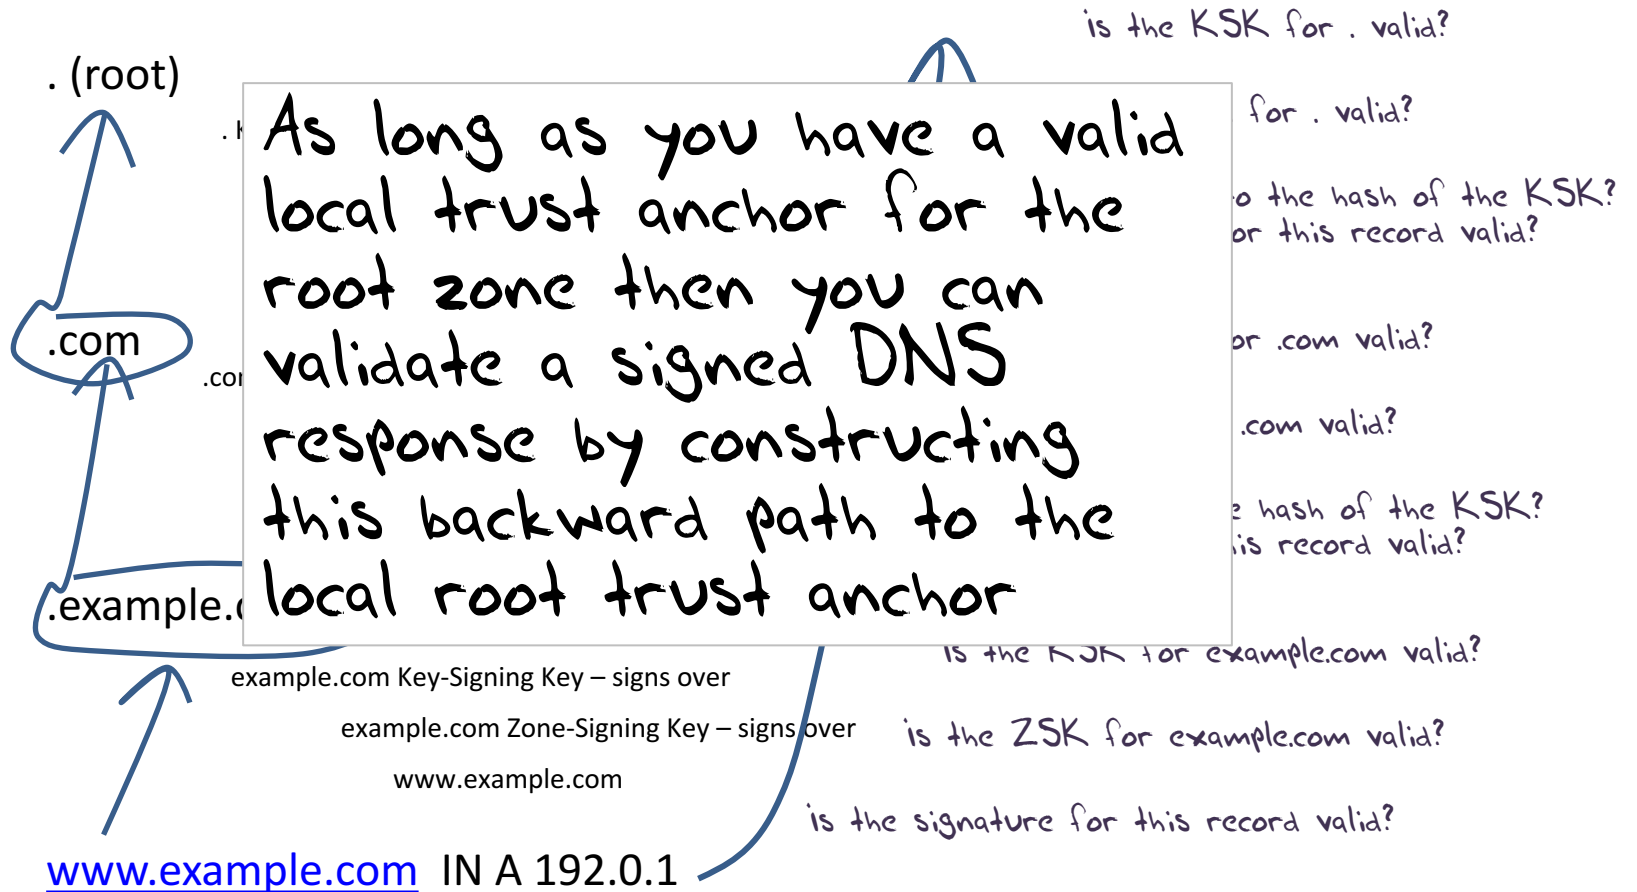 is the KSK for . valid?
. (root)
for . valid?
As long as you have a valid
local trust anchor for the
root zone then you can
validate a signed DNS
response by constructing
this backward path to the
local root trust anchor
the hash of the KSK?
this record valid?
.com
.com valid?
.com valid?
hash of the KSK?
record valid?
.example.
is the KSK for example.com valid?
example.com Key-Signing Key – signs over
example.com Zone-Signing Key – signs over
is the ZSK for example.com valid?
www.example.com
is the signature for this record valid?
www.example.com IN A 192.0.1